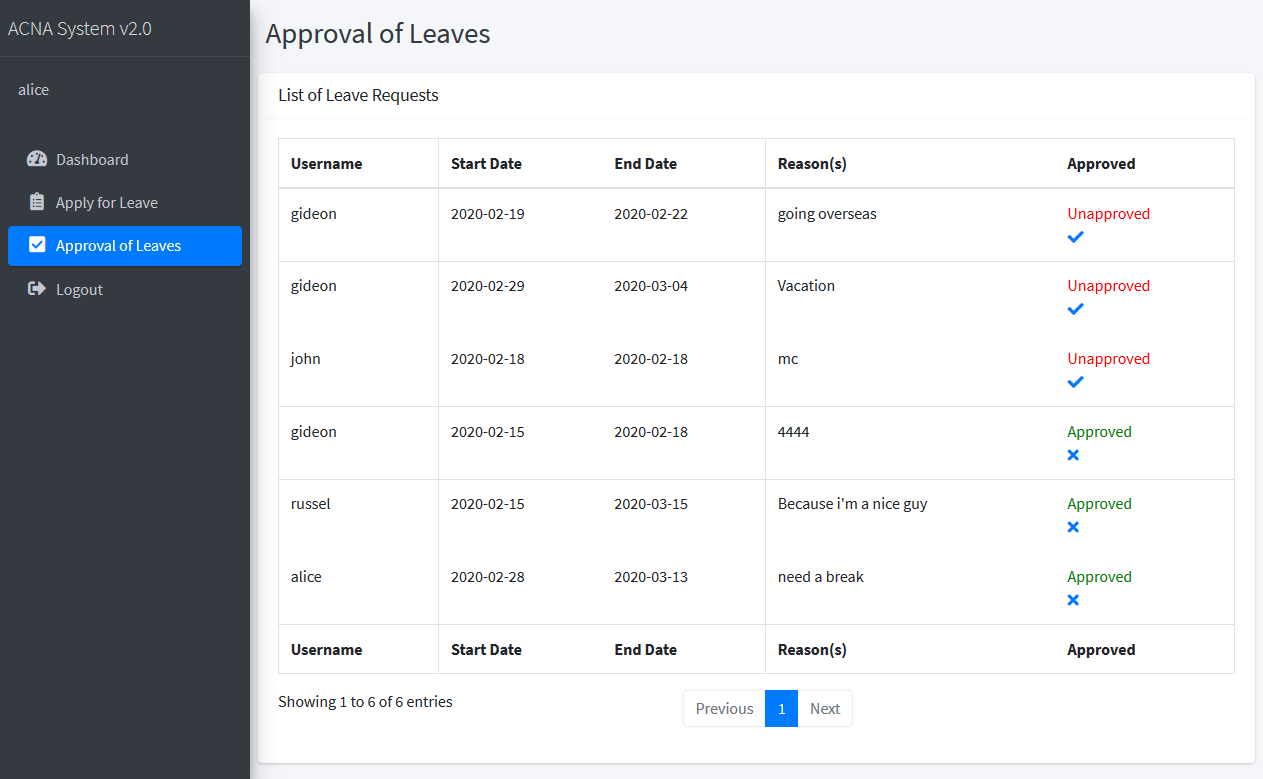 ACNA System v2.0
alice
Dashboard
Apply for Leave
Approval of Leaves
Logout
Approval of Leaves
List of Leave Requests
Username Start Date End Date Reason(s) Approved
gideon 2020-02-19 2020-02-22 going overseas Unapproved
gideon 2020-02-29 2020-03-04 Vacation Unapproved
john 2020-02-18 2020-02-18 mc Unapproved
gideon 2020-02-15 2020-02-18 4444 Approved
russel 2020-02-15 2020-03-15 Because i'm a nice guy Approved
alice 2020-02-28 2020-03-13 need a break Approved
Username Start Date End Date Reason(s) Approved
Showing 1 to 6 of 6 entries
Previous 1 Next